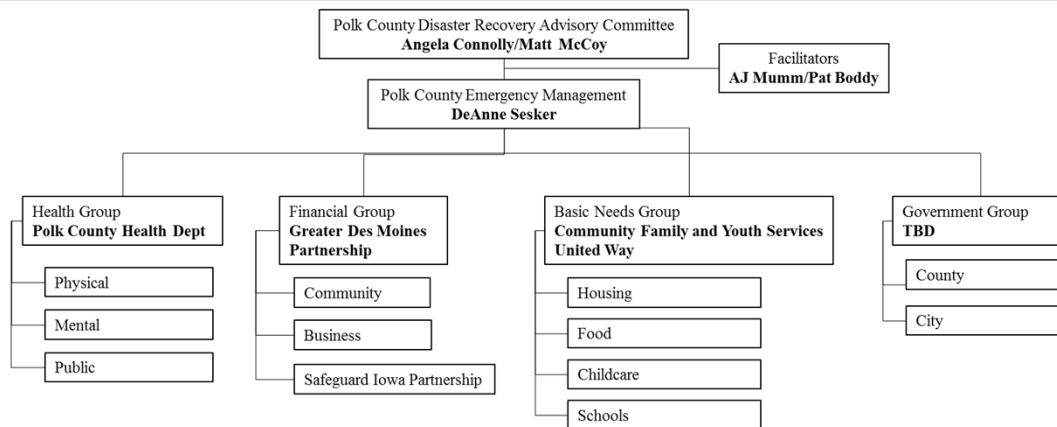 Polk County Disaster Recovery Advisory Committee
Angela Connolly/Matt McCoy
Facilitators
AJ Mumm/Pat Boddy
Polk County Emergency Management
DeAnne Sesker
Health Group
Polk County Health Dept
Physical
Mental
Public
Financial Group
Greater Des Moines
Partnership
Community
Business
Safeguard Iowa Partnership
Basic Needs Group
Community Family and Youth Services
United Way
Housing
Food
Childcare
Schools
Government Group
TBD
County
City